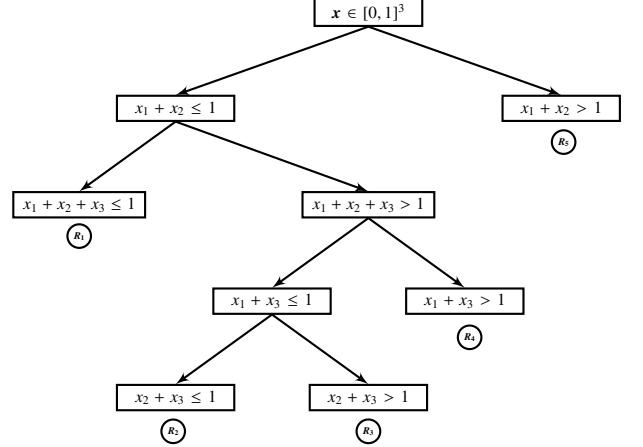 x ∈ [0, 1]³
x₁ + x₂ ≤ 1
x₁ + x₂ > 1
R₅
x₁ + x₂ + x₃ ≤ 1
x₁ + x₂ + x₃ > 1
R₁
x₁ + x₃ ≤ 1
x₁ + x₃ > 1
R₄
x₂ + x₃ ≤ 1
x₂ + x₃ > 1
R₂
R₃